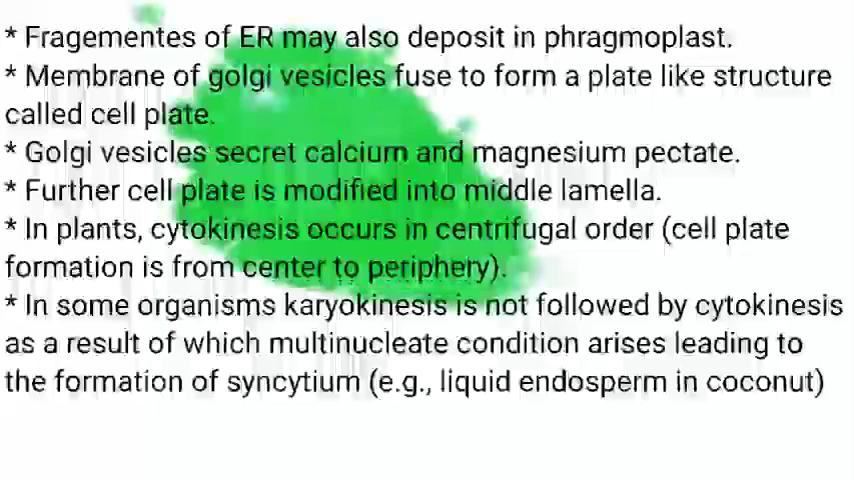 * Fragementes of ER may also deposit in phragmoplast.
* Membrane of golgi vesicles fuse to form a plate like structure
called cell plate.
* Golgi vesicles secret calcium and magnesium pectate.
* Further cell plate is modified into middle lamella.
* In plants, cytokinesis occurs in centrifugal order (cell plate
formation is from center to periphery).
* In some organisms karyokinesis is not followed by cytokinesis
as a result of which multinucleate condition arises leading to
the formation of syncytium (e.g., liquid endosperm in coconut)